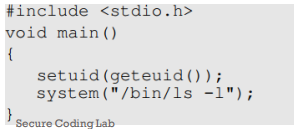 #include <stdio.h>
void main()
{
setuid(geteuid());
system("/bin/ls -l");
}
Secure Coding Lab